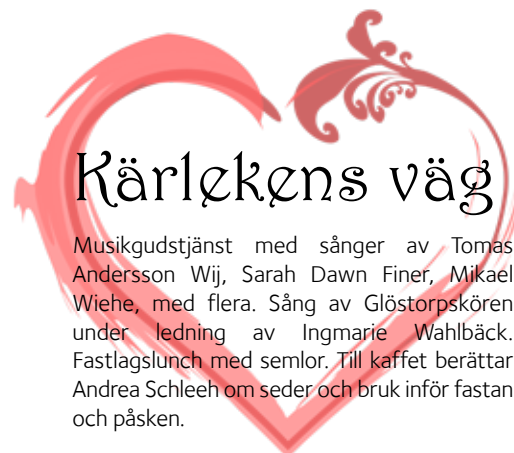 Kärlekens väg
Musikgudstjänst med sånger av Tomas
Andersson Wij, Sarah Dawn Finer, Mikael
Wiehe, med flera. Sång av Glöstorpskören
under ledning av Ingmarie Wahlbäck.
Fastlagslunch med semlor. Till kaffet berättar
Andrea Schleeh om seder och bruk inför fastan
och påsken.